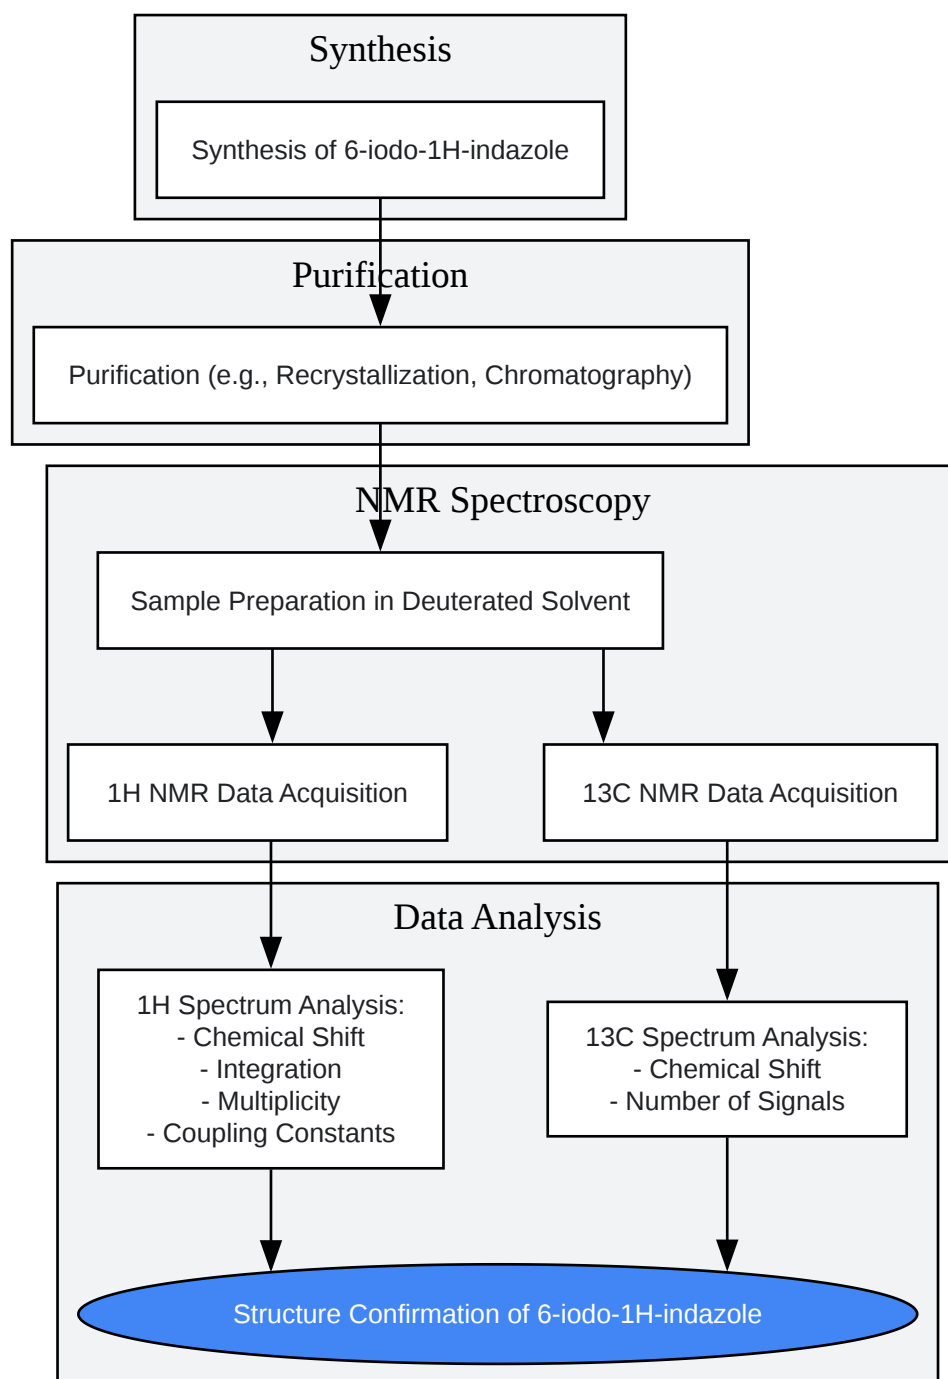 Synthesis
Synthesis of 6-iodo-1H-indazole
Purification
Purification (e.g., Recrystallization, Chromatography)
NMR Spectroscopy
Sample Preparation in Deuterated Solvent
1H NMR Data Acquisition
13C NMR Data Acquisition
Data Analysis
1H Spectrum Analysis:
- Chemical Shift
- Integration
- Multiplicity
- Coupling Constants
13C Spectrum Analysis:
- Chemical Shift
- Number of Signals
Structure Confirmation of 6-iodo-1H-indazole